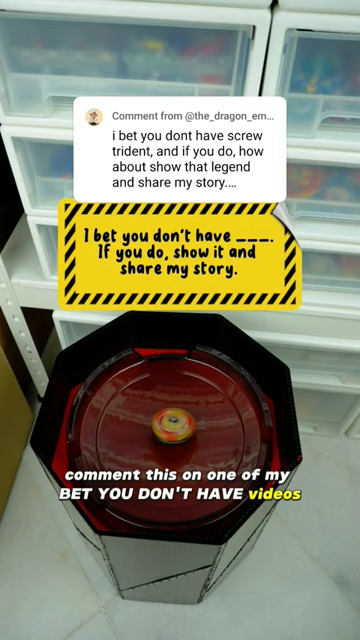 Comment from @the_dragon_em...
i bet you dont have screw
trident, and if you do, how
about show that legend
and share my story....
I bet you don't have ___.
If you do, show it and
share my story.
comment this on one of my
BET YOU DON'T HAVE videos